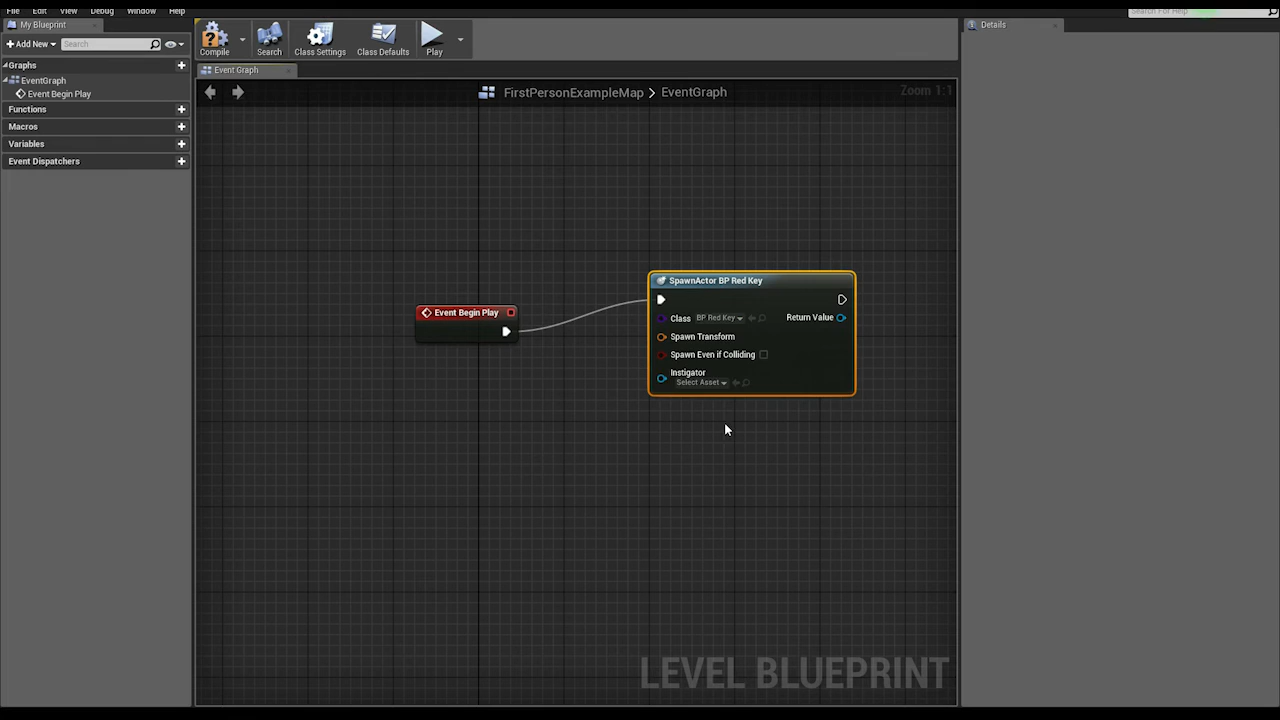 File Edit View Debug Window Help
Search For Help
My Blueprint
Details
Add New
Search
Compile
Search
Class Settings
Class Defaults
Play
Graphs
Event Graph
EventGraph
Event Begin Play
FirstPersonExampleMap > EventGraph
Zoom 1:1
Functions
Macros
Variables
Event Dispatchers
SpawnActor BP Red Key
Event Begin Play
Class BP Red Key
Return Value
Spawn Transform
Spawn Even if Colliding
Instigator
Select Asset
LEVEL BLUEPRINT